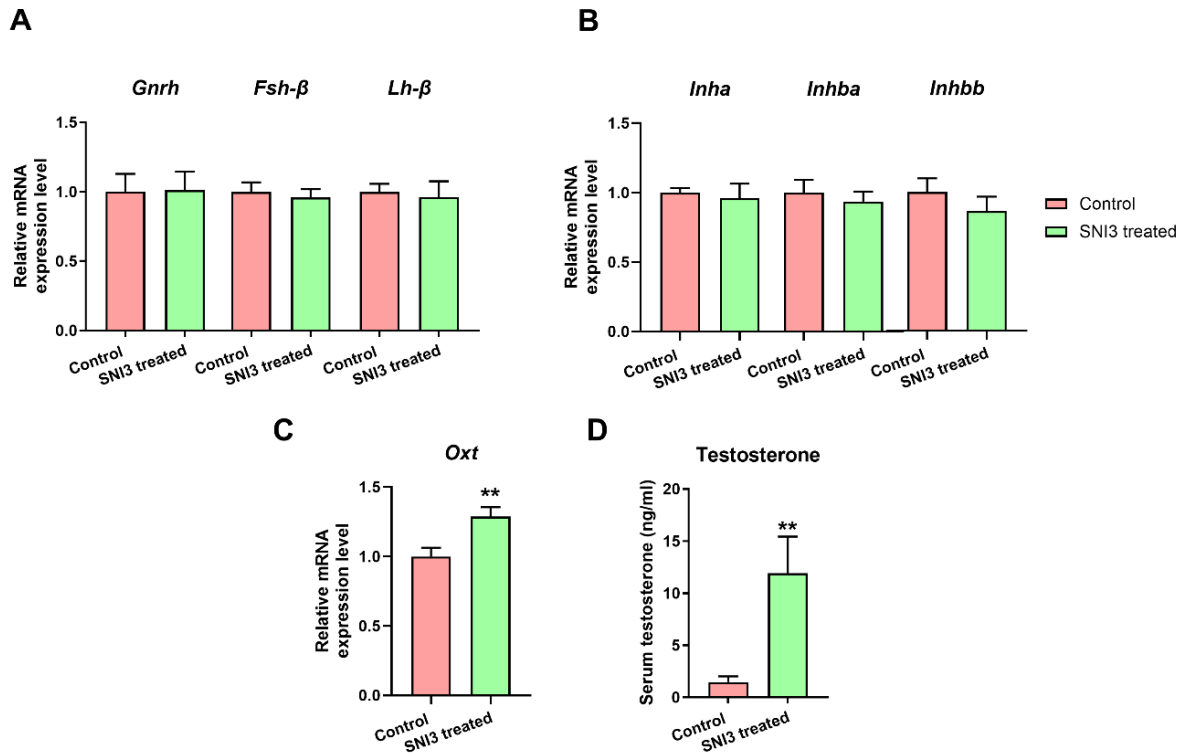 A
B
Gnrh Fsh-β Lh-β
Inha Inhba Inhbb
Relative mRNA
expression level
1.5
1.0
0.5
0.0
Control
SNI3 treated
Control
SNI3 treated
Control
SNI3 treated
Relative mRNA
expression level
1.5
1.0
0.5
0.0
Control
SNI3 treated
Control
SNI3 treated
Control
SNI3 treated
Control
SNI3 treated
C
D
Oxt
Relative mRNA
expression level
1.5
1.0
0.5
0.0
**
Control
SNI3 treated
Testosterone
Serum testosterone (ng/ml)
20
15
10
5
0
**
Control
SNI3 treated